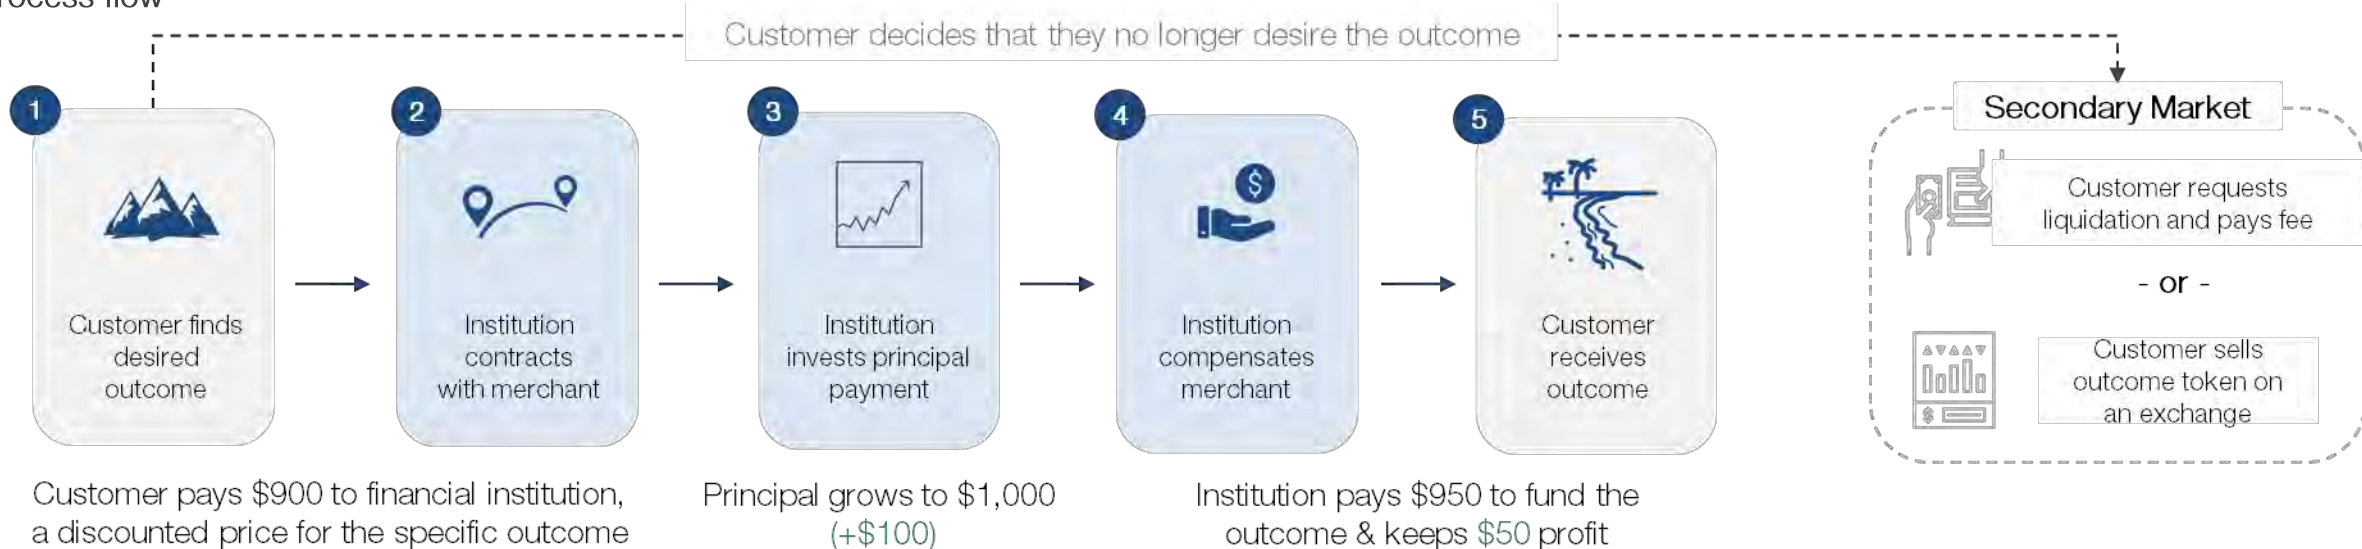 Customer decides that they no longer desire the outcome
1
Customer finds
desired
outcome
2
Institution
contracts
with merchant
3
Institution
invests principal
payment
4
$
Institution
compensates
merchant
5
Customer
receives
outcome
Customer pays $900 to financial institution,
a discounted price for the specific outcome
Principal grows to $1,000
(+$100)
Institution pays $950 to fund the
outcome & keeps $50 profit
Secondary Market
Customer requests
liquidation and pays fee
- or -
$
Customer sells
outcome token on
an exchange